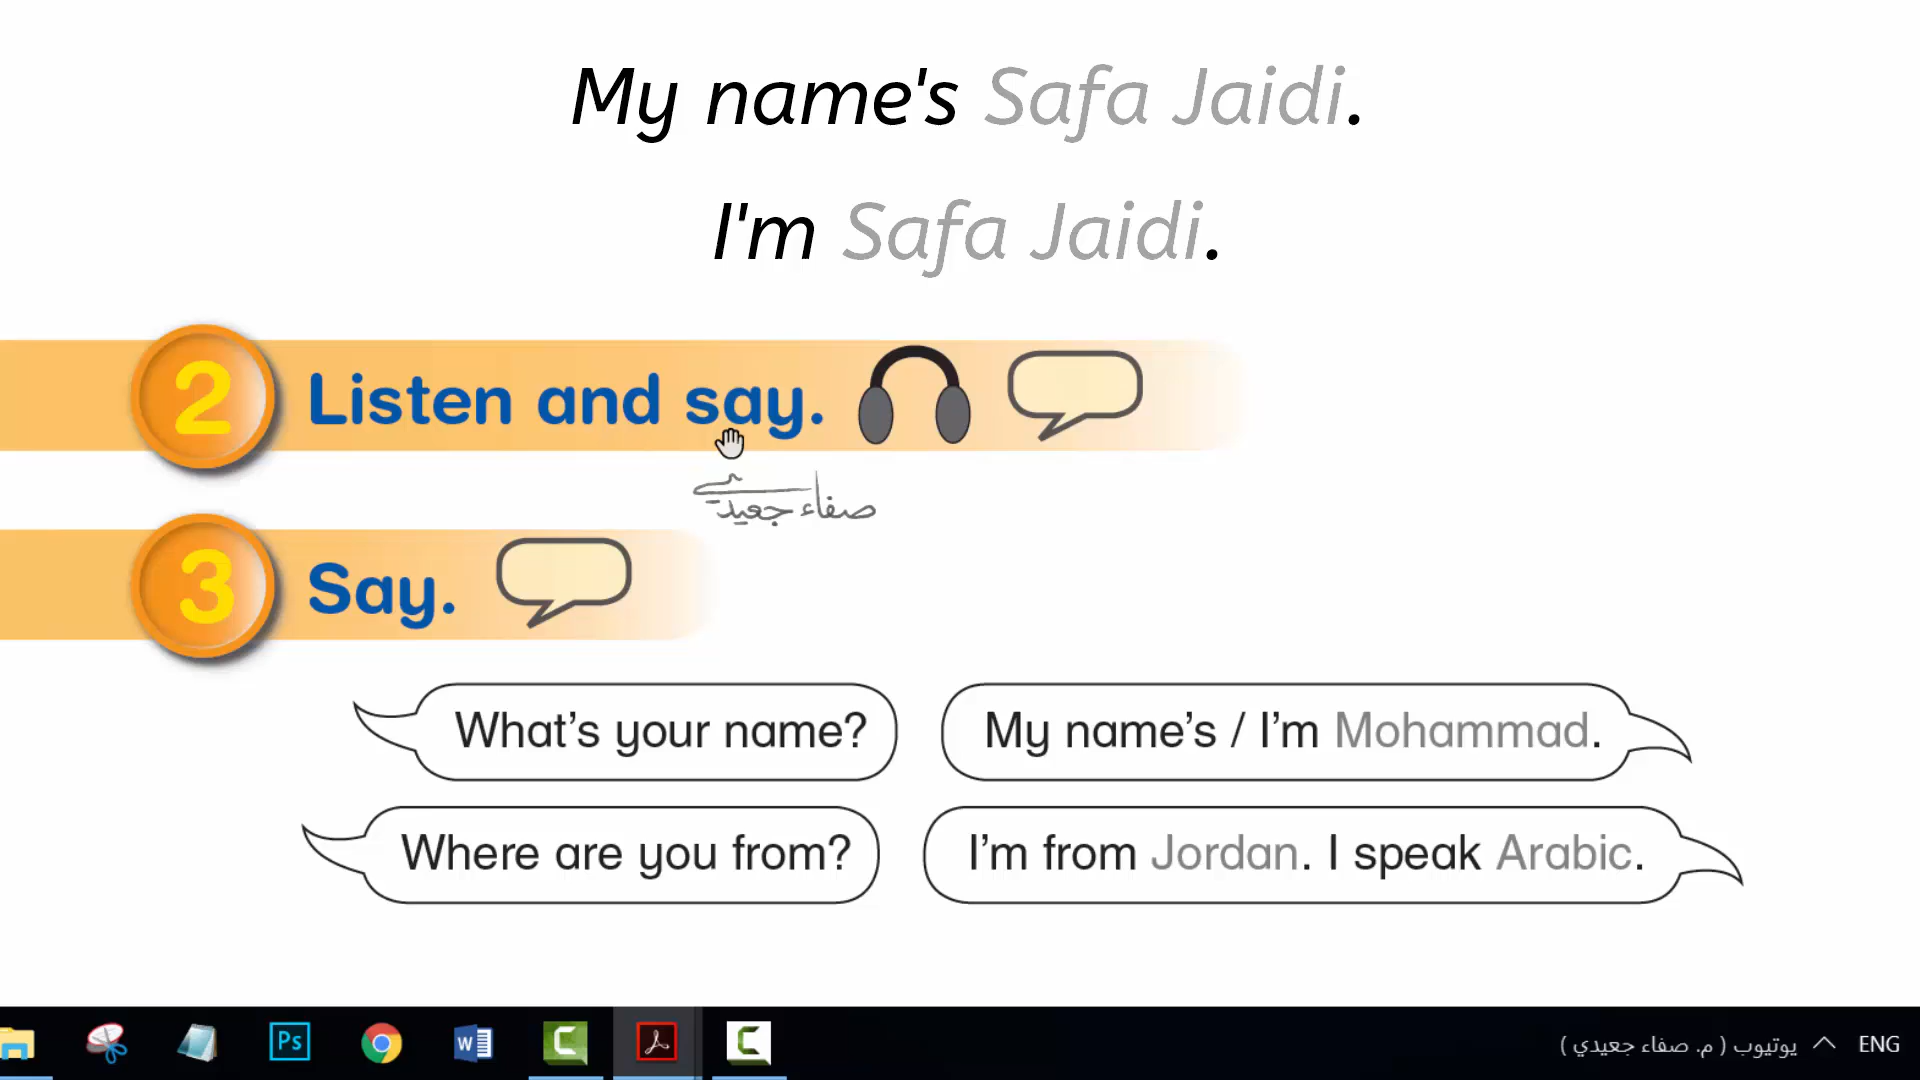 My name's Safa Jaidi.
I'm Safa Jaidi.
2 Listen and say.
صفاء جعيدي
3 Say.
What’s your name?
My name’s / I’m Mohammad.
Where are you from?
I’m from Jordan. I speak Arabic.
Ps
W
C
C
يوتيوب ( م. صفاء جعيدي )
ENG